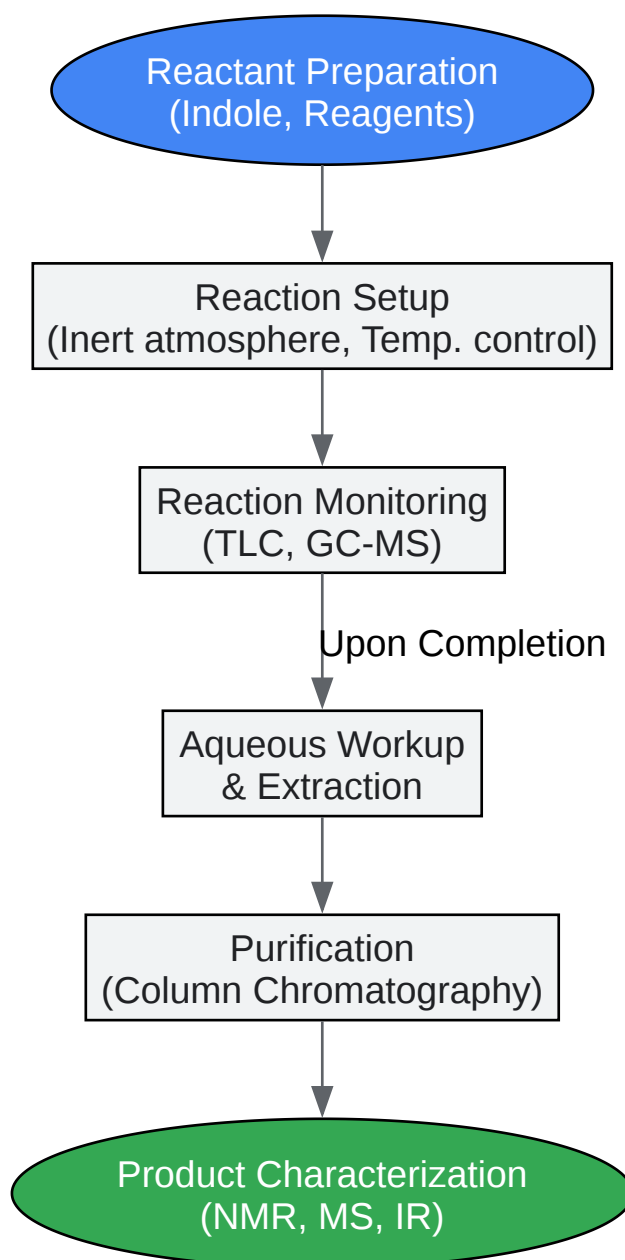 Reactant Preparation
(Indole, Reagents)
Reaction Setup
(Inert atmosphere, Temp. control)
Reaction Monitoring
(TLC, GC-MS)
Upon Completion
Aqueous Workup
& Extraction
Purification
(Column Chromatography)
Product Characterization
(NMR, MS, IR)